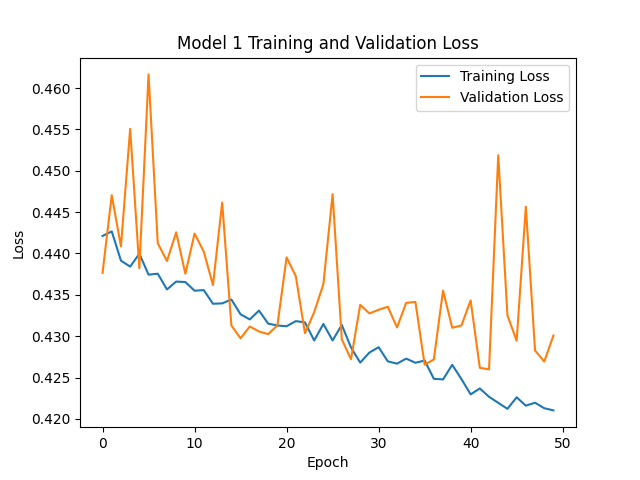 Model 1 Training and Validation Loss
Training Loss
Validation Loss
0.460
0.455
0.450
0.445
0.440
0.435
0.430
0.425
0.420
Loss
0 10 20 30 40 50
Epoch